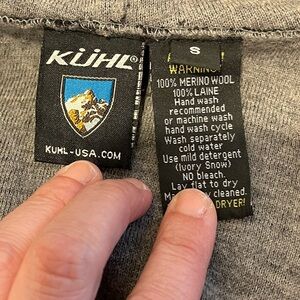 KÜHL®
KUHL-USA.COM
S
WARNING
100% MERINO WOOL
100% LAINE
Hand wash
recommended
or machine wash
hand wash cycle
Wash separately
cold water
Use mild detergent
(Ivory Snow)
No bleach.
Lay flat to dry
cleaned.
DRYER!